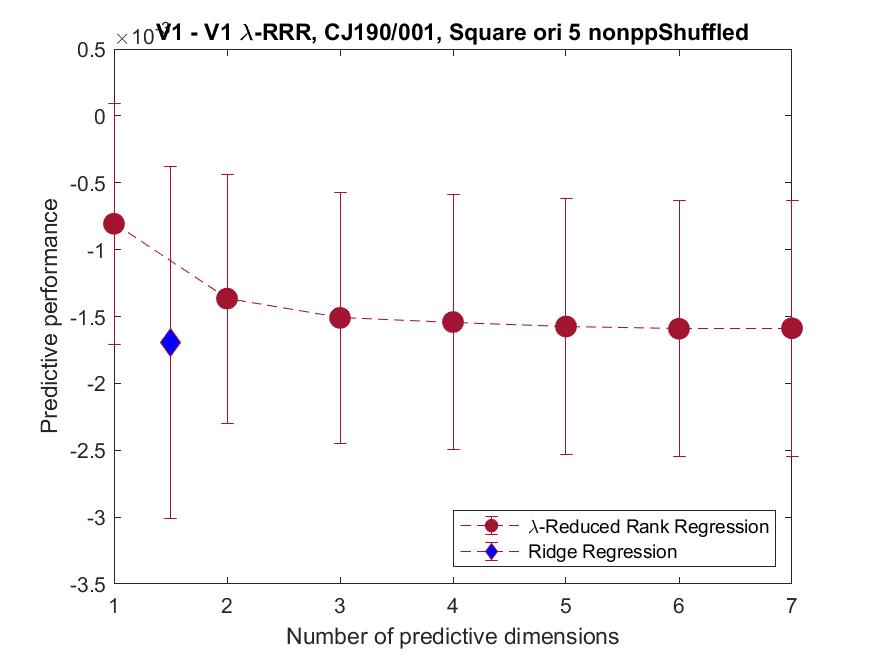 ×10⁻³
V1 - V1 λ-RRR, CJ190/001, Square ori 5 nonppShuffled
0.5
0
-0.5
-1
-1.5
-2
-2.5
-3
-3.5
Predictive performance
λ-Reduced Rank Regression
Ridge Regression
1 2 3 4 5 6 7
Number of predictive dimensions